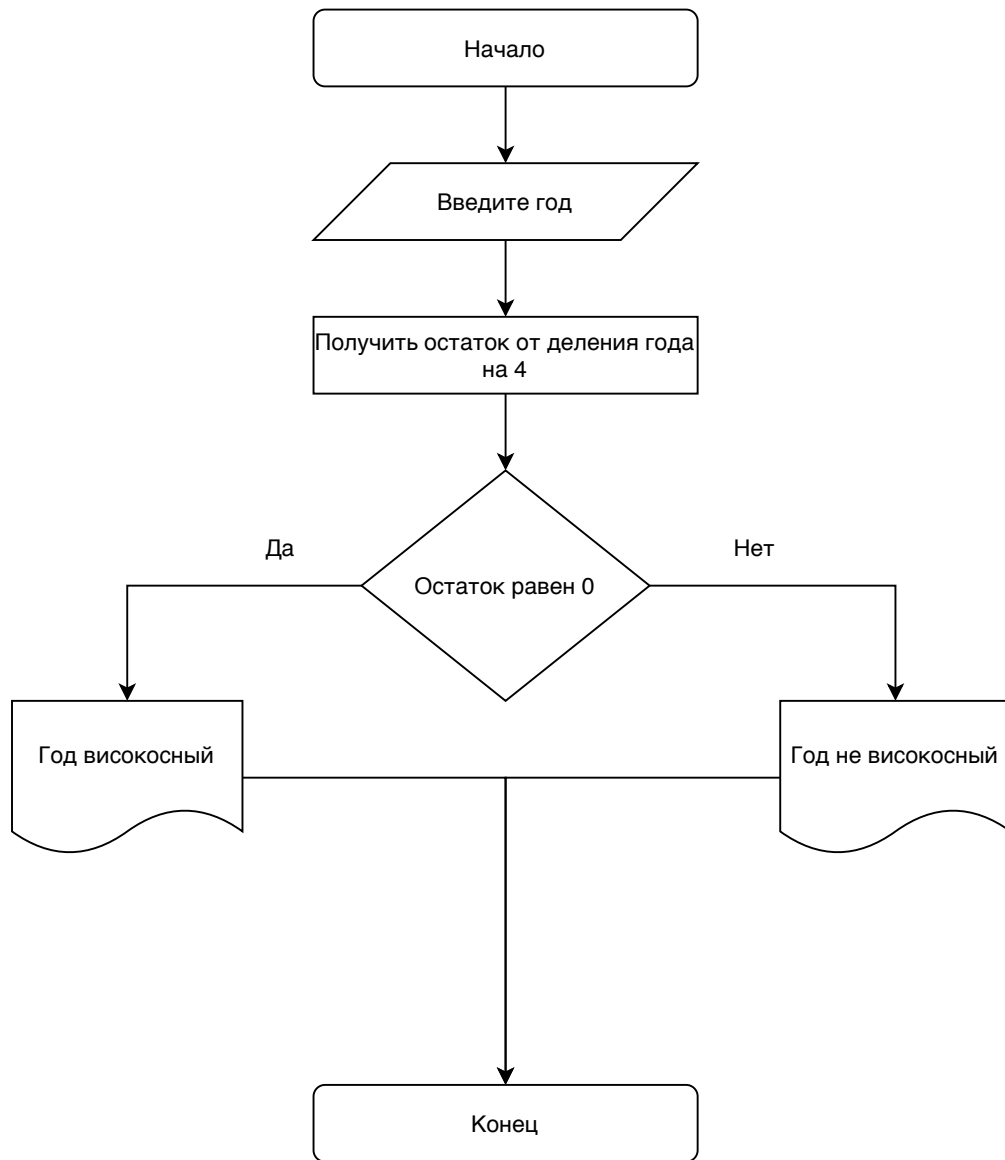 Начало
Введите год
Получить остаток от деления года
на 4
Да
Нет
Остаток равен 0
Год високосный
Год не високосный
Конец